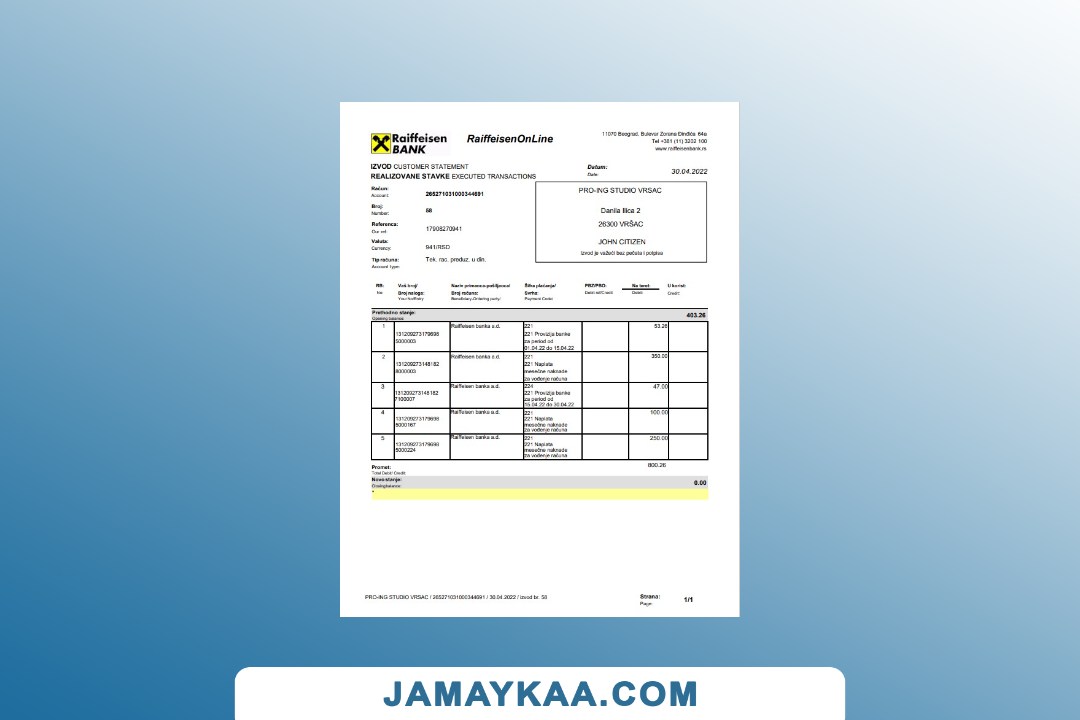 Raiffeisen
BANK
RaiffeisenOnLine
11070 Beograd, Bulevar Zorana Đinđića 64a
Tel +381 (11) 3202 100
www.raiffeisenbank.rs
IZVOD CUSTOMER STATEMENT
REALIZOVANE STAVKE EXECUTED TRANSACTIONS
Datum:
Date:
30.04.2022
Račun:
Account:
265271031000344691
Broj:
Number:
58
Referenca:
Our ref.
17908270941
Valuta:
Currency:
941/RSD
Tip računa:
Account type:
Tek. roc. preduz. u din.
PRO-ING STUDIO VRSAC
Danila Ilica 2
26300 VRŠAC
JOHN CITIZEN
Izvod je važeći bez pečata i potpisa
RB:
No
Vaš broj/
Broj naloga:
Naziv primaoca-pošiljaoca/
Broj računa:
Beneficiary-Ordering party:
Šifra plaćanja/
Svrha:
Payment Code/
PBZ/PBO:
Debit ref/Credit
Na teret:
Debit:
U korist:
Credit:
Prethodno stanje:
Opening balance:
403.26
1
131209273179698
5000003
Raiffeisen banka a.d.
221
221 Provizija banke
za period od
01.04.22 do 15.04.22
53.26
2
131209273148182
8000003
Raiffeisen banka a.d.
221
221 Naplata
mesečne naknade
za vođenje računa
350.00
3
131209273148182
7100007
Raiffeisen banka a.d.
224
221 Provizija banke
za period od
15.04.22 do 30.04.22
47.00
4
131209273179698
5000167
Raiffeisen banka a.d.
221
221 Naplata
mesečne naknade
za vođenje računa
100.00
5
131209273179698
5000224
Raiffeisen banka a.d.
221
221 Naplata
mesečne naknade
za vođenje računa
250.00
Promet:
Total Debit/ Credit:
800.26
Novo stanje:
Closing balance:
0.00
*
PRO-ING STUDIO VRSAC / 265271031000344691 / 30.04.2022 / izvod br. 58
Strana:
Page:
1/1
JAMAYKAA.COM